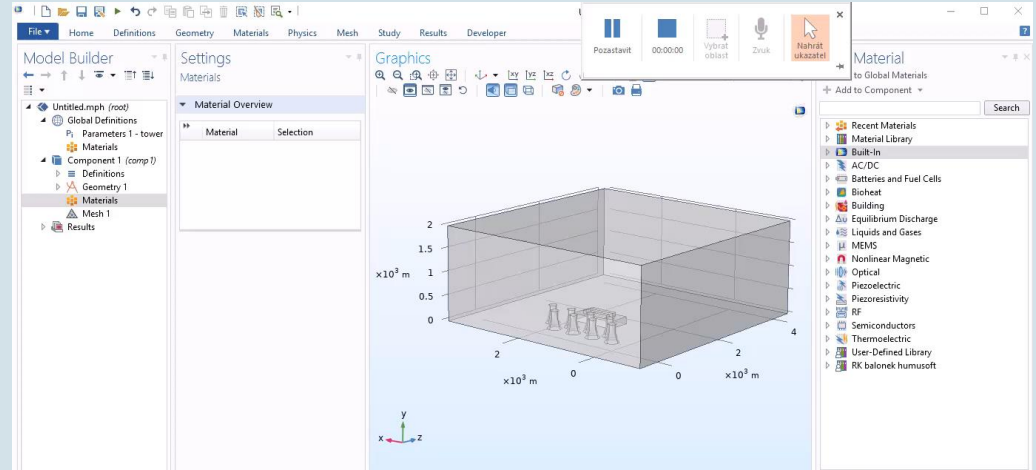 File ▾ Home Definitions Geometry Materials Physics Mesh Study Results Developer
Pozastavit
00:00:00
Vybrat oblast
Zvuk
Nahrát ukazatel
Model Builder
Untitled.mph (root)
Global Definitions
Pi Parameters 1 - tower
Materials
Component 1 (comp1)
Definitions
Geometry 1
Materials
Mesh 1
Results
Settings
Materials
Material Overview
Material Selection
Graphics
xy yz xz
2
1.5
×10³ m 1
0.5
0
2
×10³ m
0
0
×10³ m
2
4
y
x z
Material
to Global Materials
+ Add to Component
Search
Recent Materials
Material Library
Built-In
AC/DC
Batteries and Fuel Cells
Bioheat
Building
Equilibrium Discharge
Liquids and Gases
MEMS
Nonlinear Magnetic
Optical
Piezoelectric
Piezoresistivity
RF
Semiconductors
Thermoelectric
User-Defined Library
RK balonek humusoft